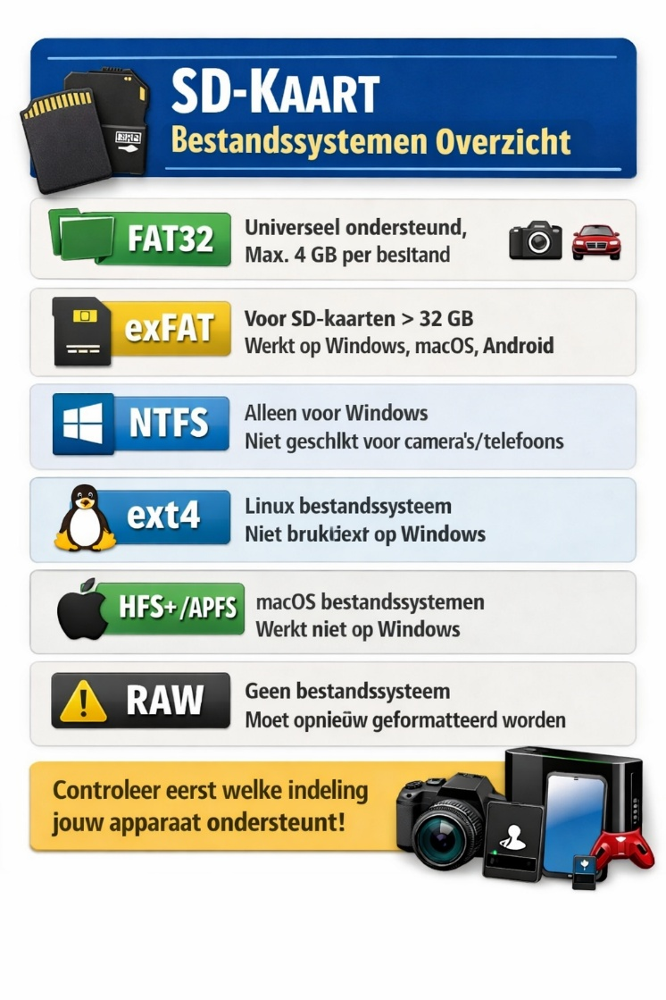 SD-KAART
Bestandssystemen Overzicht
FAT32
Universeel ondersteund,
Max. 4 GB per besltand
exFAT
Voor SD-kaarten > 32 GB
Werkt op Windows, macOS, Android
NTFS
Alleen voor Windows
Niet geschlkt voor camera's/telefoons
ext4
Linux bestandssysteem
Niet op Windows
HFS+/APFS
macOS bestandssystemen
Werkt niet op Windows
RAW
Geen bestandssysteem
Moet opnieüw geformatteerd worden
Controleer eerst welke indeling
jouw apparaat ondersteunt!